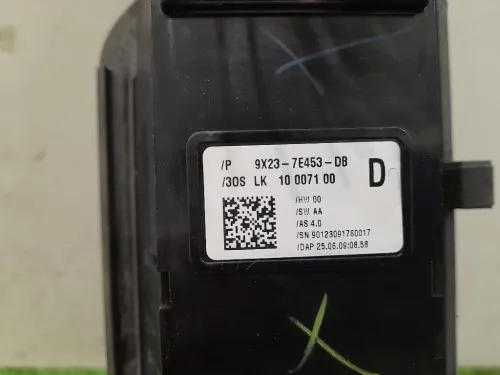 /P 9X23-7E453-DB
/30S LK 10 0071 00 D
/HW 00
/SW AA
/AS 4.0
/SN 90123091760017
/DAP 25.06.09:08.58